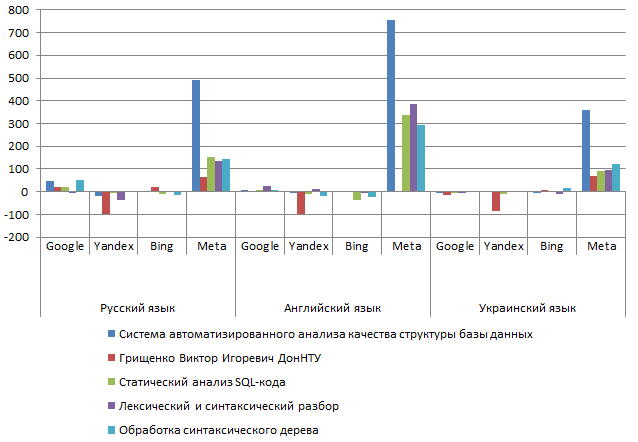 800
700
600
500
400
300
200
100
0
-100
-200
Google Yandex Bing Meta Google Yandex Bing Meta Google Yandex Bing Meta
Русский язык Английский язык Украинский язык
Система автоматизированного анализа качества структуры базы данных
Грищенко Виктор Игоревич ДонНТУ
Статический анализ SQL-кода
Лексический и синтаксический разбор
Обработка синтаксического дерева